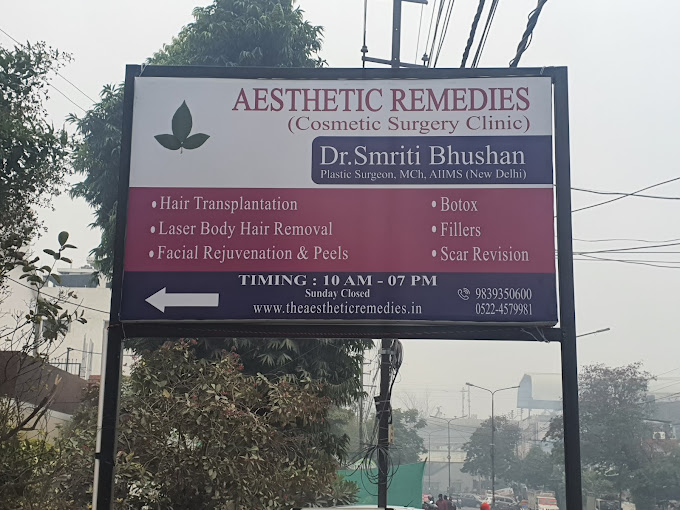 AESTHETIC REMEDIES
(Cosmetic Surgery Clinic)
Dr.Smriti Bhushan
Plastic Surgeon, MCh, AIIMS (New Delhi)
• Hair Transplantation
• Laser Body Hair Removal
• Facial Rejuvenation & Peels
• Botox
• Fillers
• Scar Revision
TIMING : 10 AM - 07 PM
Sunday Closed
www.theaestheticremedies.in
9839350600
0522-4579981